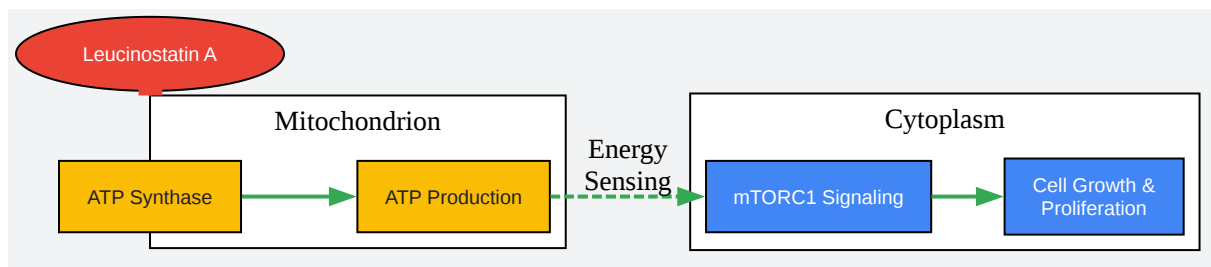 Leucinostatin A
Mitochondrion
Cytoplasm
ATP Synthase
ATP Production
Energy
Sensing
mTORC1 Signaling
Cell Growth &
Proliferation